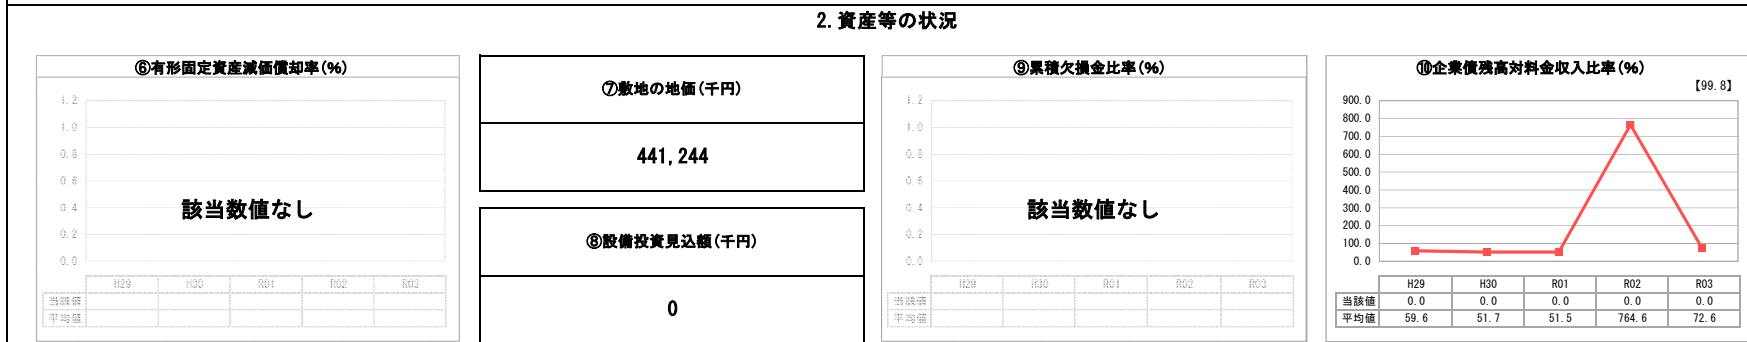 2. 資産等の状況
⑥有形固定資産減価償却率(%)
1.2
1.0
0.8
0.6
0.4
0.2
0.0
該当数値なし
H29 H30 R01 R02 R03
当該値
平均値
⑦敷地の地価(千円)
441,244
⑧設備投資見込額(千円)
0
⑨累積欠損金比率(%)
1.2
1.0
0.8
0.6
0.4
0.2
0.0
該当数値なし
H29 H30 R01 R02 R03
当該値
平均値
⑩企業債残高対料金収入比率(%)
【99.8】
900.0
800.0
700.0
600.0
500.0
400.0
300.0
200.0
100.0
0.0
H29 H30 R01 R02 R03
当該値 0.0 0.0 0.0 0.0 0.0
平均値 59.6 51.7 51.5 764.6 72.6